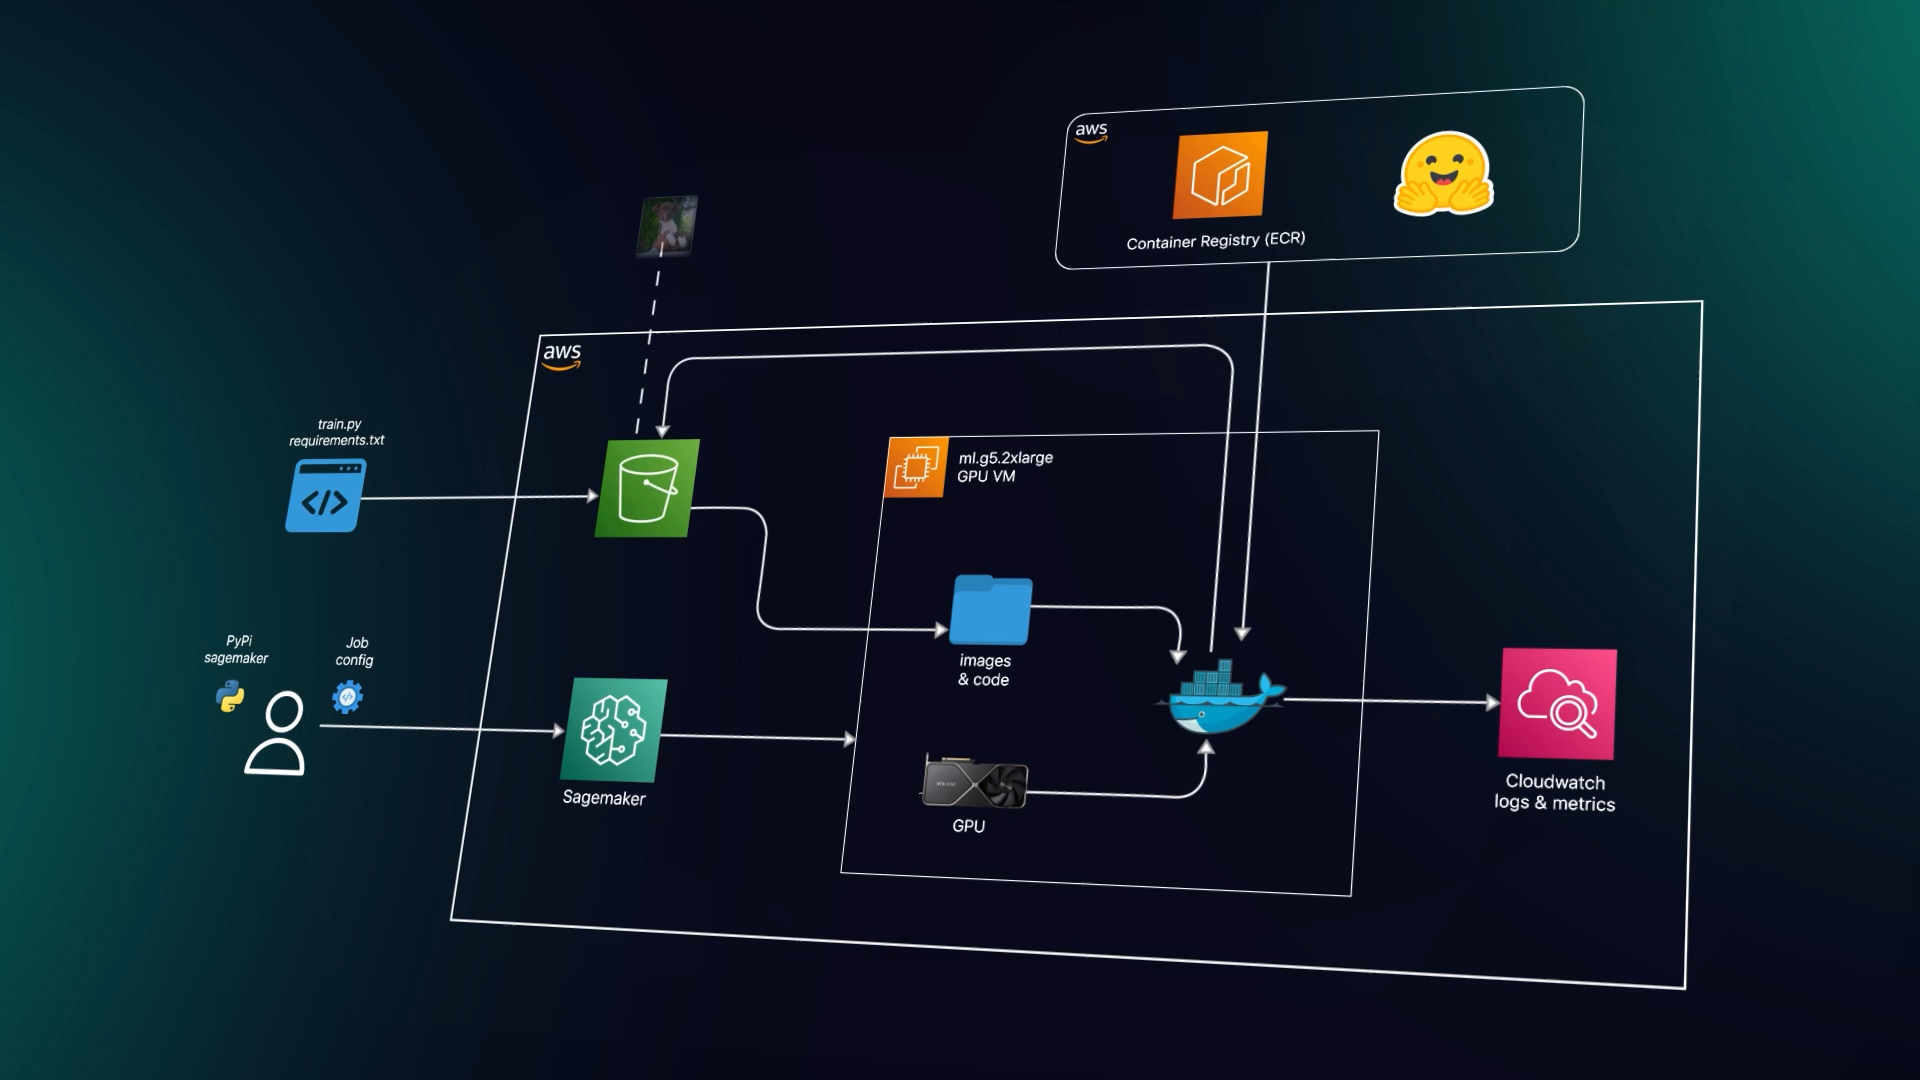 aws
Container Registry (ECR)
aws
train.py
requirements.txt
ml.g5.2xlarge
GPU VM
PyPi
sagemaker
Job
config
images
& code
Sagemaker
GPU
Cloudwatch
logs & metrics